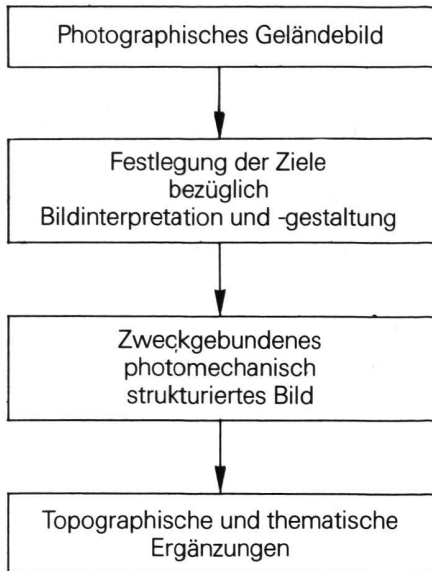 Photographisches Geländebild
Festlegung der Ziele
bezüglich
Bildinterpretation und -gestaltung
Zweckgebundenes
photomechanisch
strukturiertes Bild
Topographische und thematische
Ergänzungen